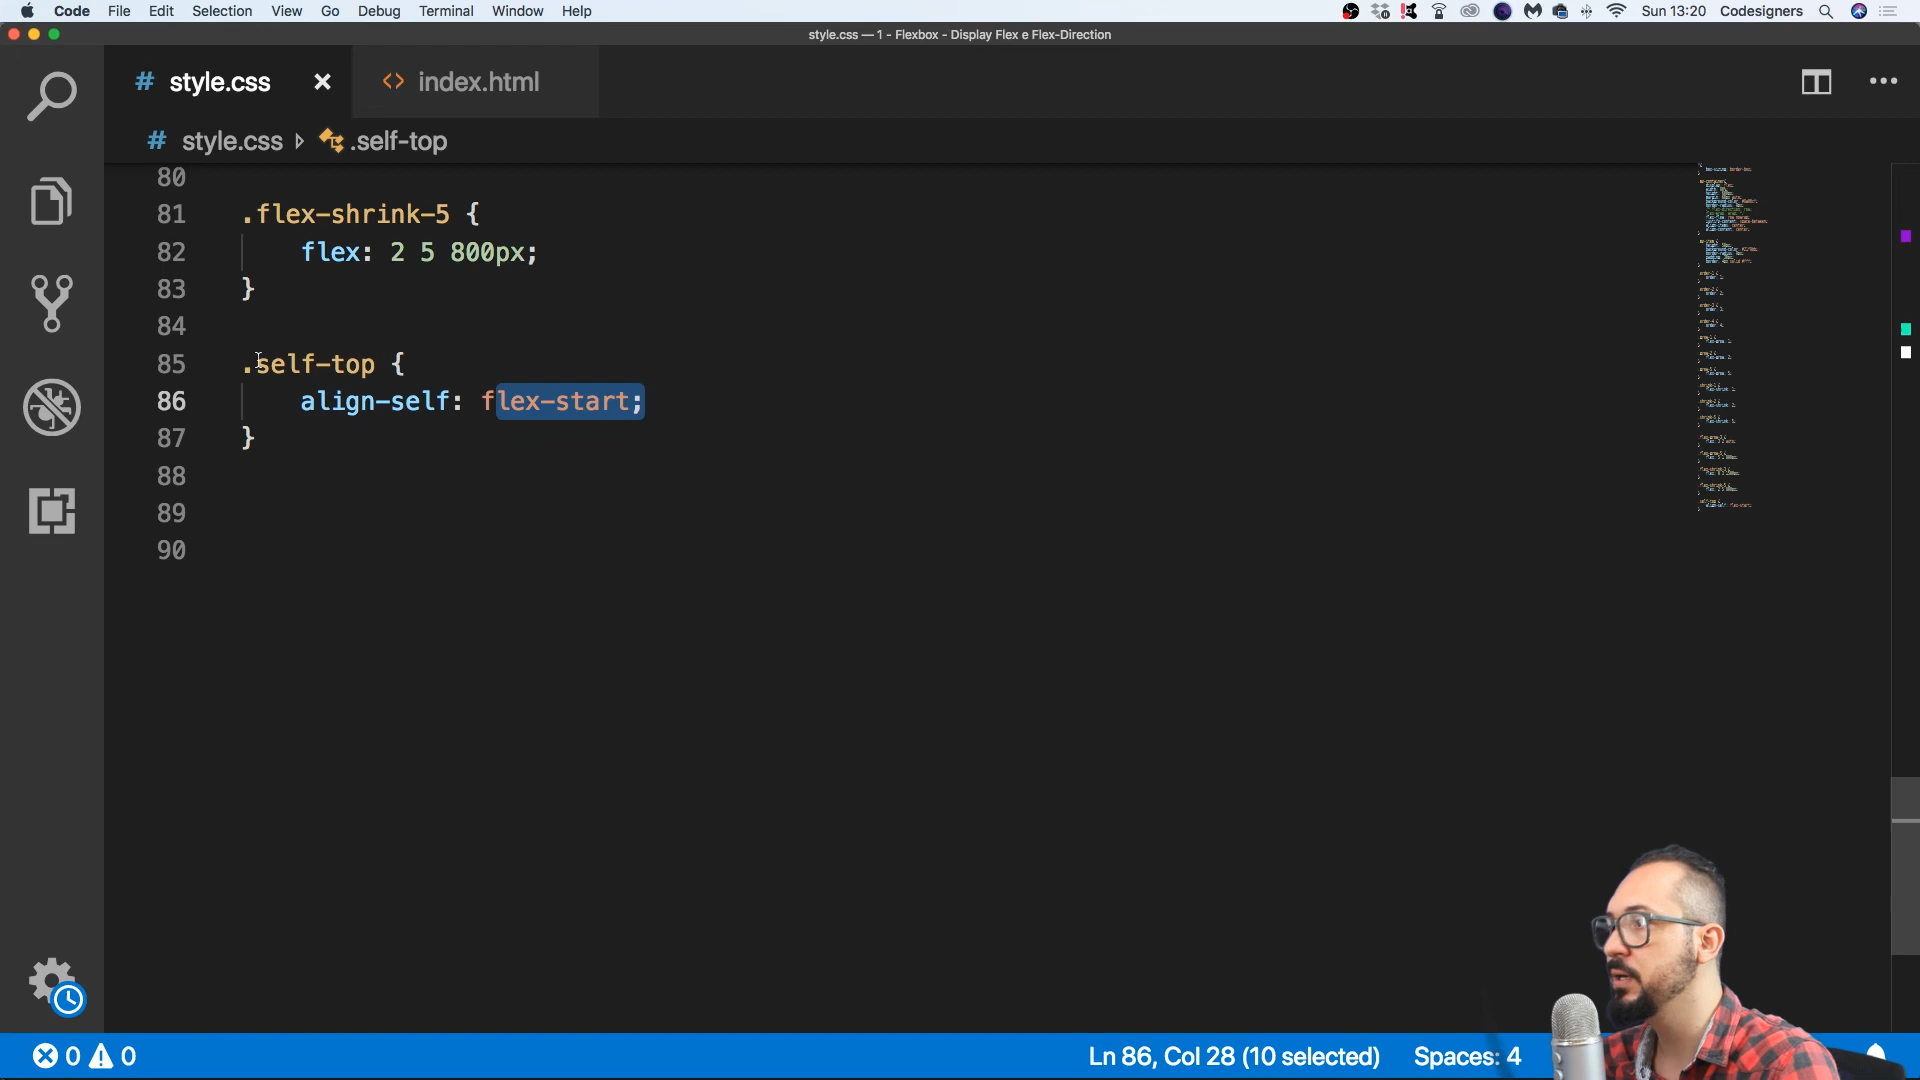 Code File Edit Selection View Go Debug Terminal Window Help Sun 13:20 Codesigners
style.css — 1 - Flexbox - Display Flex e Flex-Direction
# style.css × <> index.html
# style.css .self-top
80
81 .flex-shrink-5 {
82 flex: 2 5 800px;
83 }
84
85 .self-top {
86 align-self: flex-start;
87 }
88
89
90
0 0 Ln 86, Col 28 (10 selected) Spaces: 4